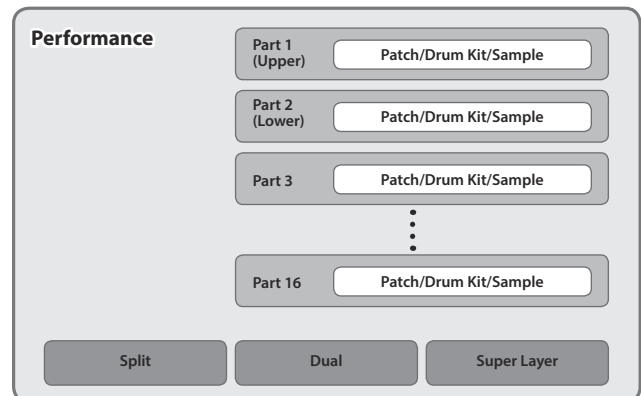 Performance
Part 1
(Upper)
Patch/Drum Kit/Sample
Part 2
(Lower)
Patch/Drum Kit/Sample
Part 3
Patch/Drum Kit/Sample
Part 16
Patch/Drum Kit/Sample
Split
Dual
Super Layer